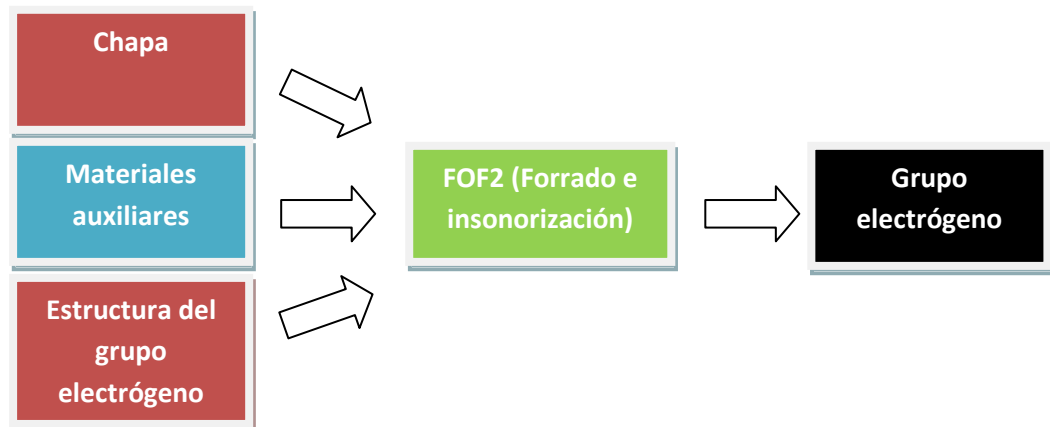 Chapa
Materiales
auxiliares
Estructura del
grupo
electrógeno
FOF2 (Forrado e
insonorización)
Grupo
electrógeno